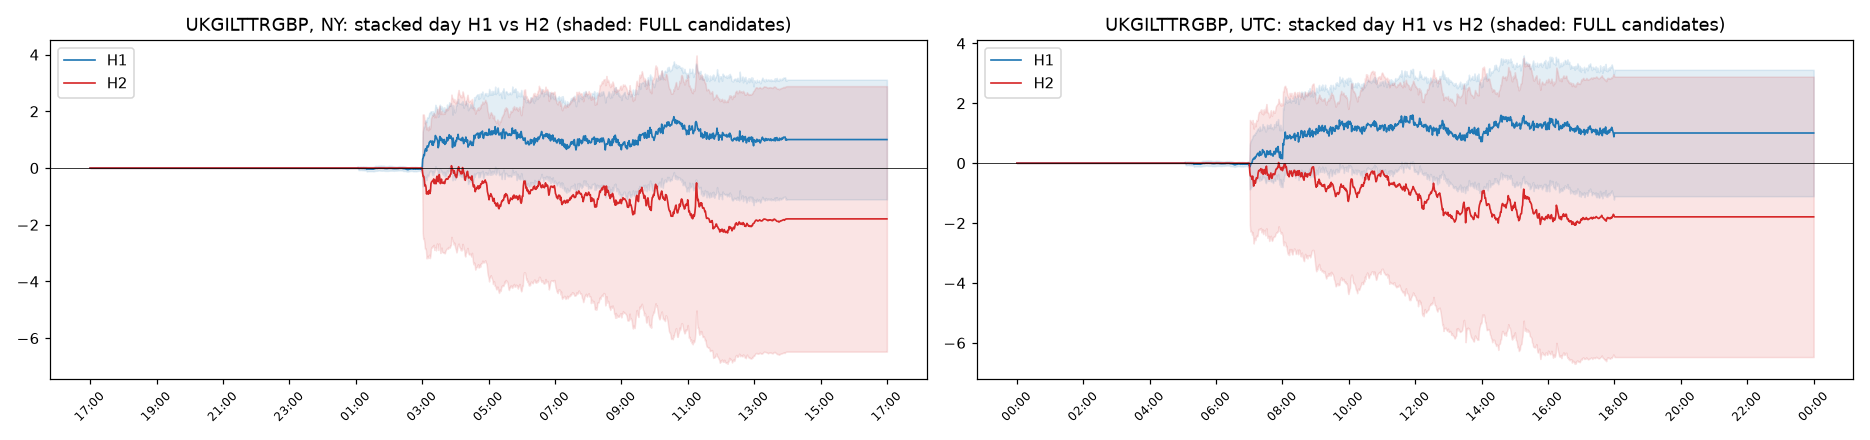 UKGILTTRGBP, NY: stacked day H1 vs H2 (shaded: FULL candidates)
H1
H2
4
2
0
−2
−4
−6
17:00 19:00 21:00 23:00 01:00 03:00 05:00 07:00 09:00 11:00 13:00 15:00 17:00
UKGILTTRGBP, UTC: stacked day H1 vs H2 (shaded: FULL candidates)
H1
H2
4
2
0
−2
−4
−6
00:00 02:00 04:00 06:00 08:00 10:00 12:00 14:00 16:00 18:00 20:00 22:00 00:00